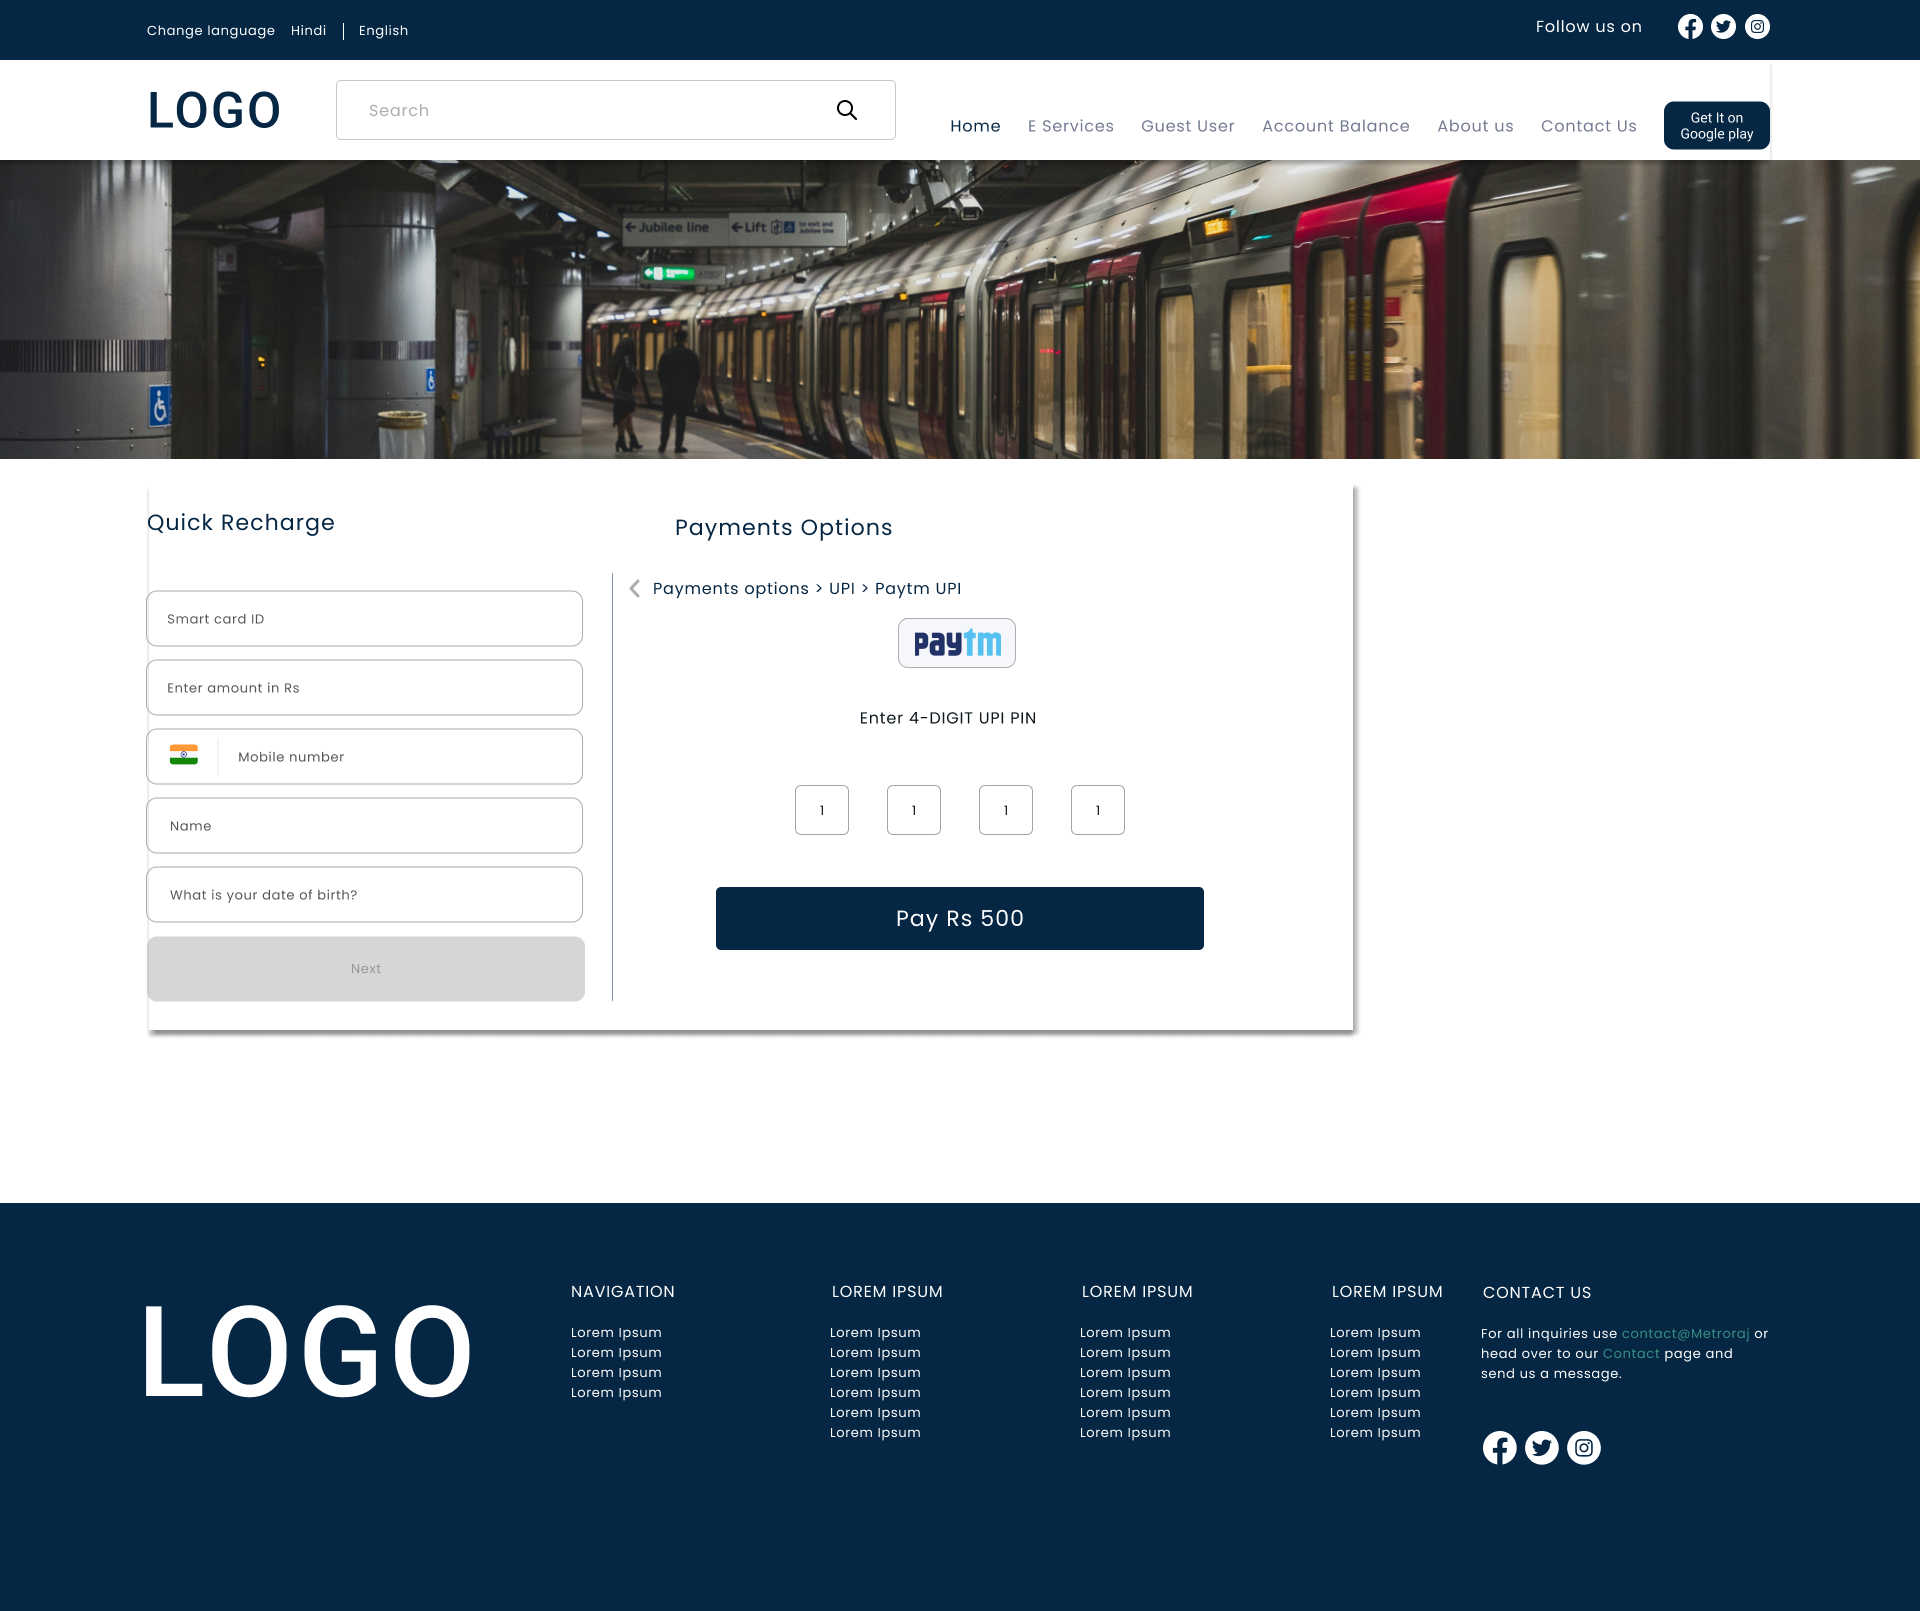 Change language Hindi English
Follow us on
LOGO
Search
Home E Services Guest User Account Balance About us Contact Us
Get It on
Google play
Jubilee line
Lift
to exit and
Jubilee line
Quick Recharge
Smart card ID
Enter amount in Rs
Mobile number
Name
What is your date of birth?
Next
Payments Options
Payments options > UPI > Paytm UPI
paytm
Enter 4-DIGIT UPI PIN
1 1 1 1
Pay Rs 500
LOGO
NAVIGATION
Lorem Ipsum
Lorem Ipsum
Lorem Ipsum
Lorem Ipsum
LOREM IPSUM
Lorem Ipsum
Lorem Ipsum
Lorem Ipsum
Lorem Ipsum
Lorem Ipsum
Lorem Ipsum
LOREM IPSUM
Lorem Ipsum
Lorem Ipsum
Lorem Ipsum
Lorem Ipsum
Lorem Ipsum
Lorem Ipsum
LOREM IPSUM
Lorem Ipsum
Lorem Ipsum
Lorem Ipsum
Lorem Ipsum
Lorem Ipsum
Lorem Ipsum
CONTACT US
For all inquiries use contact@Metroraj or
head over to our Contact page and
send us a message.